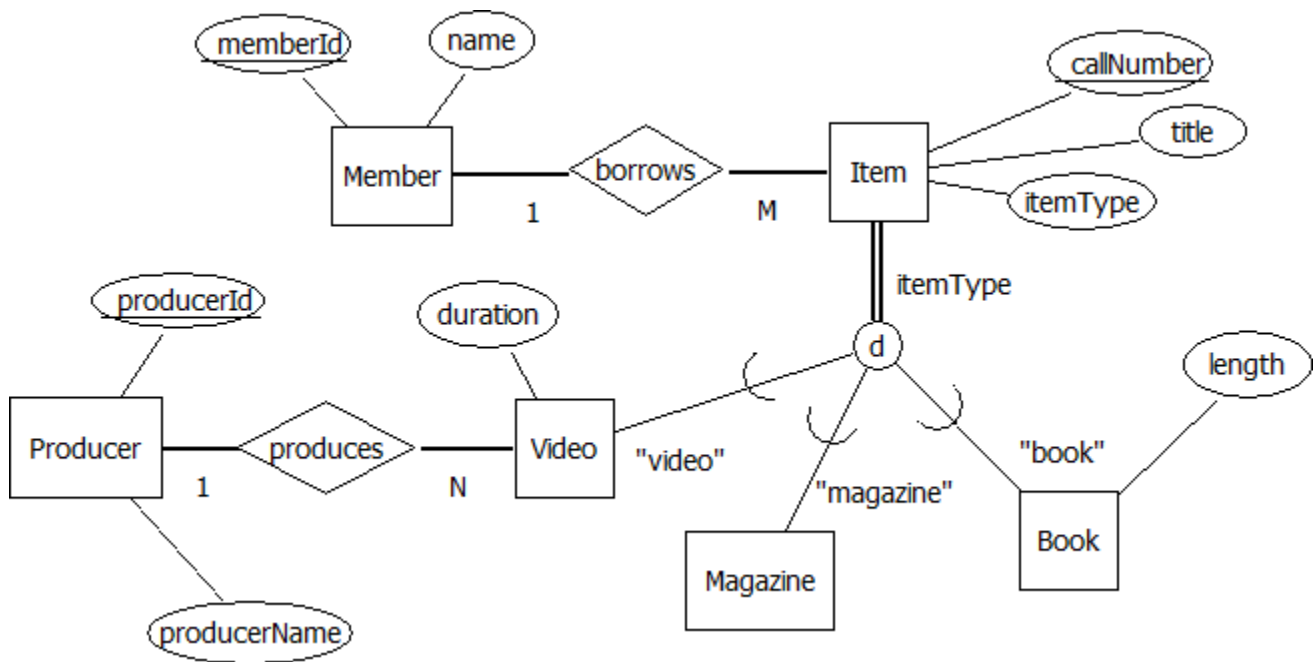 memberId
name
callNumber
title
itemType
Member
borrows
Item
1
M
itemType
producerId
duration
d
length
Producer
produces
Video
"video"
"book"
1
N
"magazine"
Book
Magazine
producerName